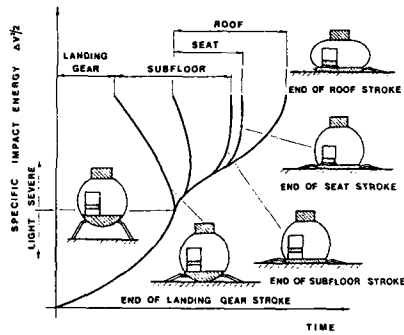 ROOF
LANDING
GEAR
SEAT
SUBFLOOR
END OF ROOF STROKE
SPECIFIC IMPACT ENERGY ΔV²/2
LIGHT SEVERE
END OF SEAT STROKE
END OF SUBFLOOR STROKE
END OF LANDING GEAR STROKE
TIME